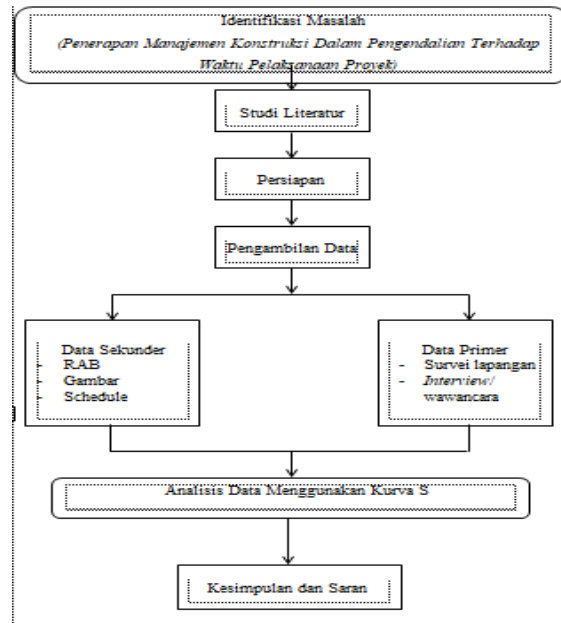 Identifikasi Masalah
(Penerapan Manajemen Konstruksi Dalam Pengendalian Terhadap
Waktu Pelaksanaan Proyek)
Studi Literatur
Persiapan
Pengambilan Data
Data Sekunder
- RAB
- Gambar
- Schedule
Data Primer
- Survei lapangan
- Interview/
wawancara
Analisis Data Menggunakan Kurva S
Kesimpulan dan Saran